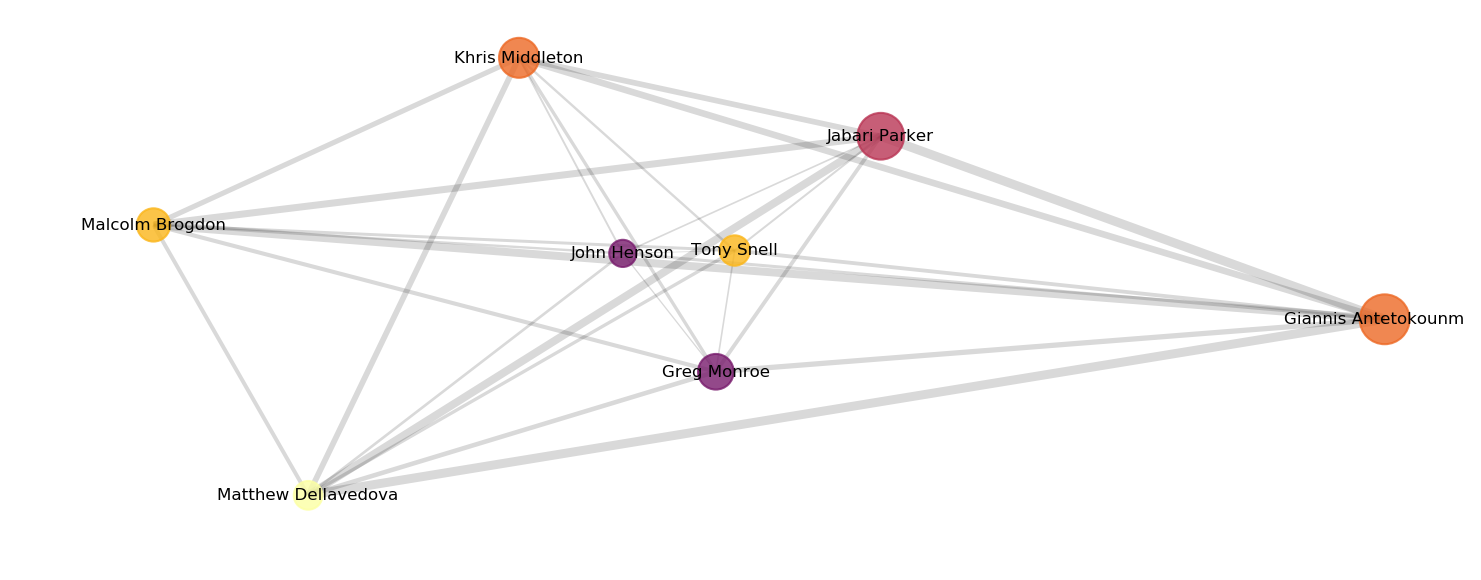 Khris Middleton
Jabari Parker
Malcolm Brogdon
John Henson
Tony Snell
Giannis Antetokounm
Greg Monroe
Matthew Dellavedova